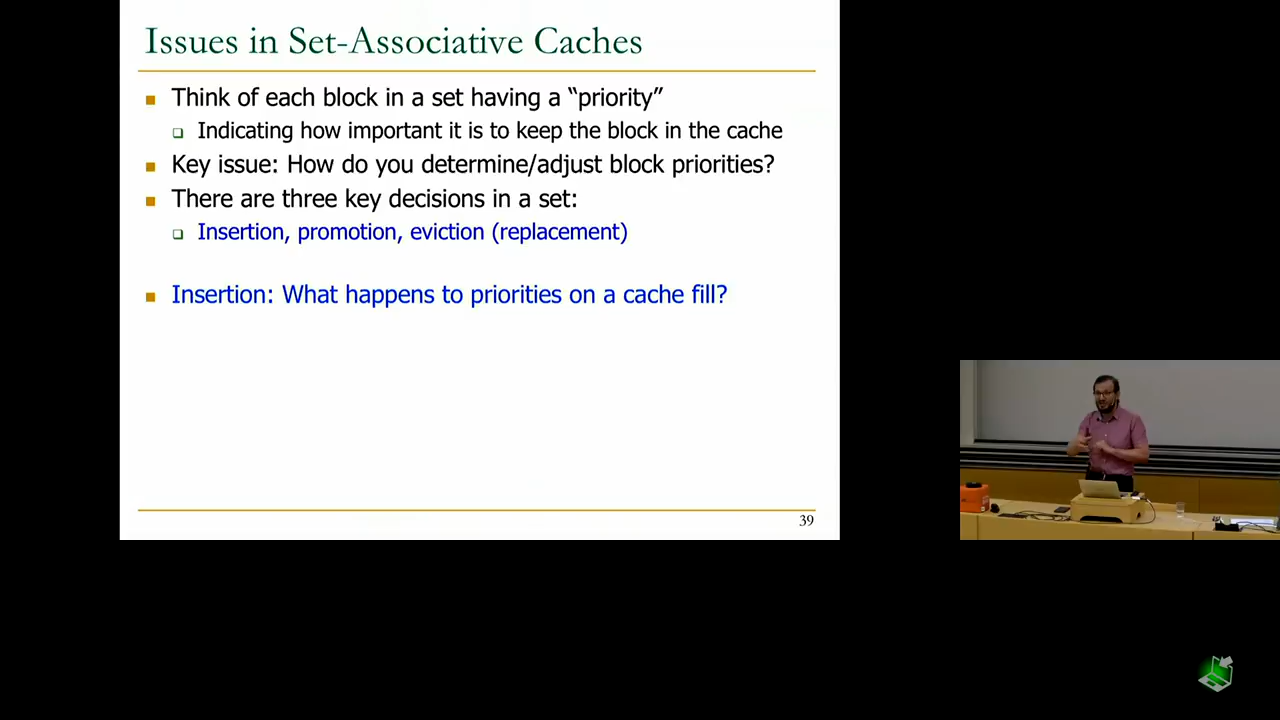 Issues in Set-Associative Caches
Think of each block in a set having a “priority”
Indicating how important it is to keep the block in the cache
Key issue: How do you determine/adjust block priorities?
There are three key decisions in a set:
Insertion, promotion, eviction (replacement)
Insertion: What happens to priorities on a cache fill?
39